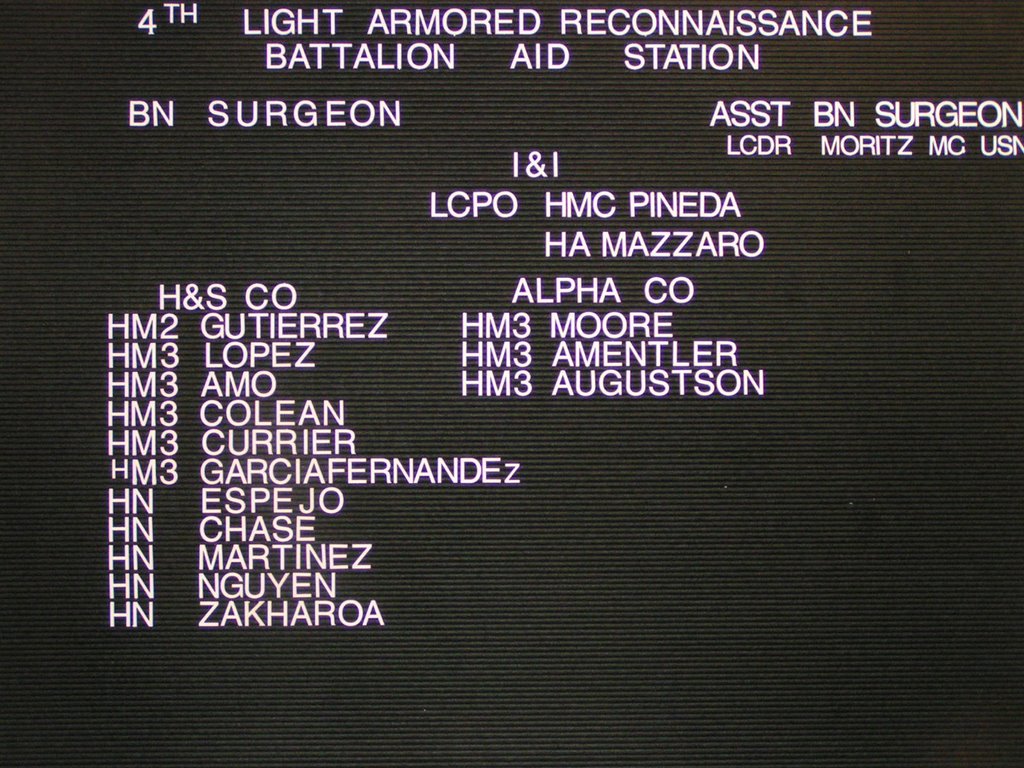 4TH LIGHT ARMORED RECONNAISSANCE
BATTALION AID STATION
BN SURGEON ASST BN SURGEON
LCDR MORITZ MC USN
I&I
LCPO HMC PINEDA
HA MAZZARO
H&S CO ALPHA CO
HM2 GUTIERREZ HM3 MOORE
HM3 LOPEZ HM3 AMENTLER
HM3 AMO HM3 AUGUSTSON
HM3 COLEAN
HM3 CURRIER
HM3 GARCIAFERNANDEz
HN ESPEJO
HN CHASE
HN MARTINEZ
HN NGUYEN
HN ZAKHAROA